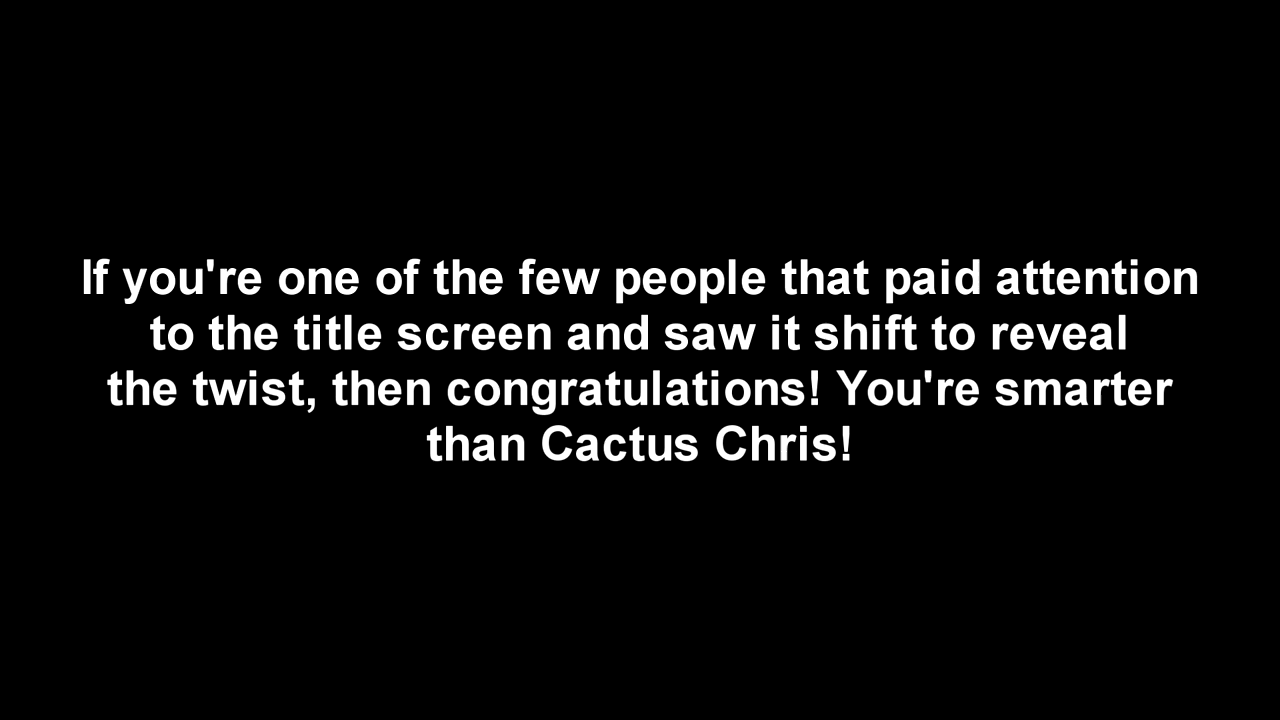 If you're one of the few people that paid attention
to the title screen and saw it shift to reveal
the twist, then congratulations! You're smarter
than Cactus Chris!